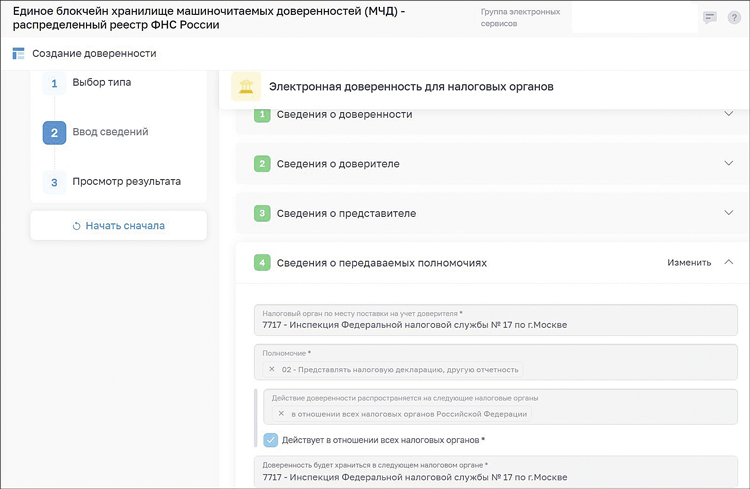 Единое блокчейн хранилище машиночитаемых доверенностей (МЧД) -
распределенный реестр ФНС России
Группа электронных
сервисов
Создание доверенности
1 Выбор типа
2 Ввод сведений
3 Просмотр результата
Начать сначала
Электронная доверенность для налоговых органов
1 Сведения о доверенности
2 Сведения о доверителе
3 Сведения о представителе
4 Сведения о передаваемых полномочиях Изменить
Налоговый орган по месту поставки на учет доверителя *
7717 - Инспекция Федеральной налоговой службы № 17 по г.Москве
Полномочие *
× 02 - Представлять налоговую декларацию, другую отчетность
Действие доверенности распространяется на следующие налоговые органы
× в отношении всех налоговых органов Российской Федерации
Действует в отношении всех налоговых органов *
Доверенность будет храниться в следующем налоговом органе *
7717 - Инспекция Федеральной налоговой службы № 17 по г.Москве